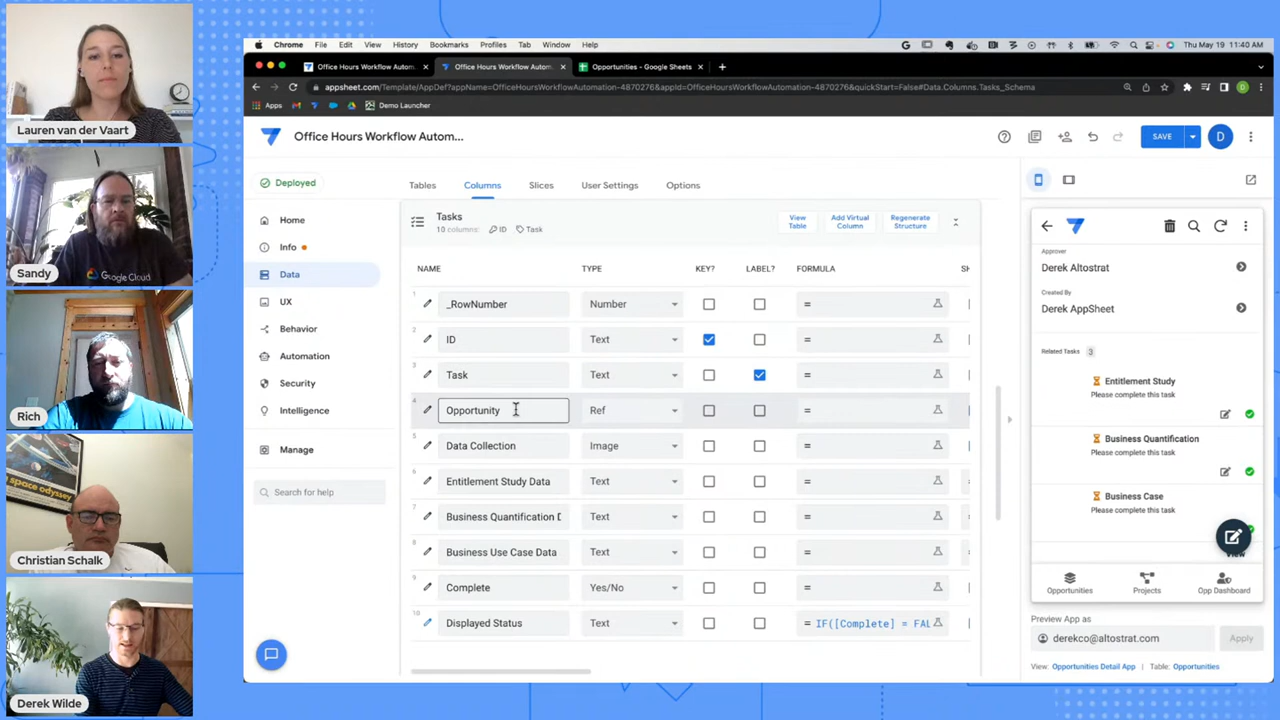 Lauren van der Vaart
Sandy
Google Cloud
Rich
space odyssey
Christian Schalk
Derek Wilde
Chrome File Edit View History Bookmarks Profiles Tab Window Help
Thu May 19 11:40 AM
Office Hours Workflow Autom...
Office Hours Workflow Autom...
Opportunities - Google Sheets
appsheet.com/Template/AppDef?appName=OfficeHoursWorkflowAutomation-4870276&appId=OfficeHoursWorkflowAutomation-4870276&quickStart=False#Data.Columns.Tasks_Schema
Apps
Demo Launcher
Office Hours Workflow Autom...
SAVE
D
Deployed
Home
Info
Data
UX
Behavior
Automation
Security
Intelligence
Manage
Search for help
Tables Columns Slices User Settings Options
Tasks
10 columns: ID Task
View Table
Add Virtual Column
Regenerate Structure
NAME TYPE KEY? LABEL? FORMULA SH
1 _RowNumber Number =
2 ID Text =
3 Task Text =
4 Opportunity Ref =
5 Data Collection Image =
6 Entitlement Study Data Text =
7 Business Quantification D Text =
8 Business Use Case Data Text =
9 Complete Yes/No =
10 Displayed Status Text = IF([Complete] = FAL
Approver
Derek Altostrat
Created By
Derek AppSheet
Related Tasks 3
Entitlement Study
Please complete this task
Business Quantification
Please complete this task
Business Case
Please complete this task
View
Opportunities Projects Opp Dashboard
Preview App as
derekco@altostrat.com
Apply
View: Opportunities Detail App | Table: Opportunities